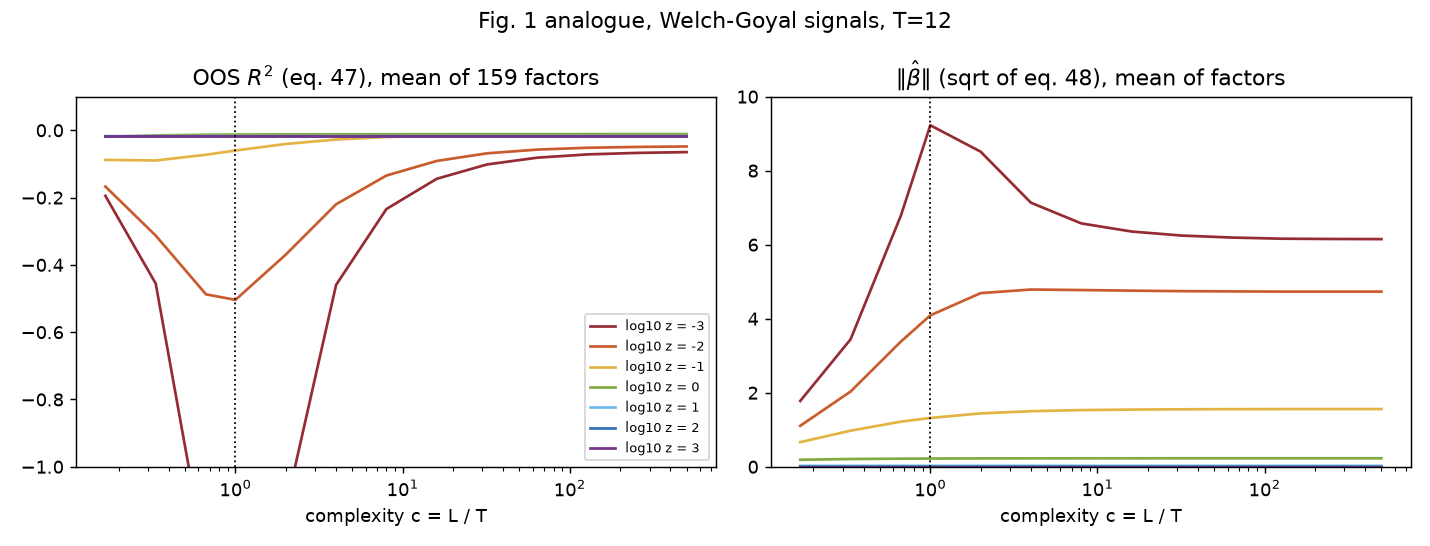 Fig. 1 analogue, Welch-Goyal signals, T=12
OOS R² (eq. 47), mean of 159 factors
0.0
−0.2
−0.4
−0.6
−0.8
−1.0
10⁰
10¹
10²
complexity c = L / T
log10 z = -3
log10 z = -2
log10 z = -1
log10 z = 0
log10 z = 1
log10 z = 2
log10 z = 3
‖β̂‖ (sqrt of eq. 48), mean of factors
10
8
6
4
2
0
10⁰
10¹
10²
complexity c = L / T